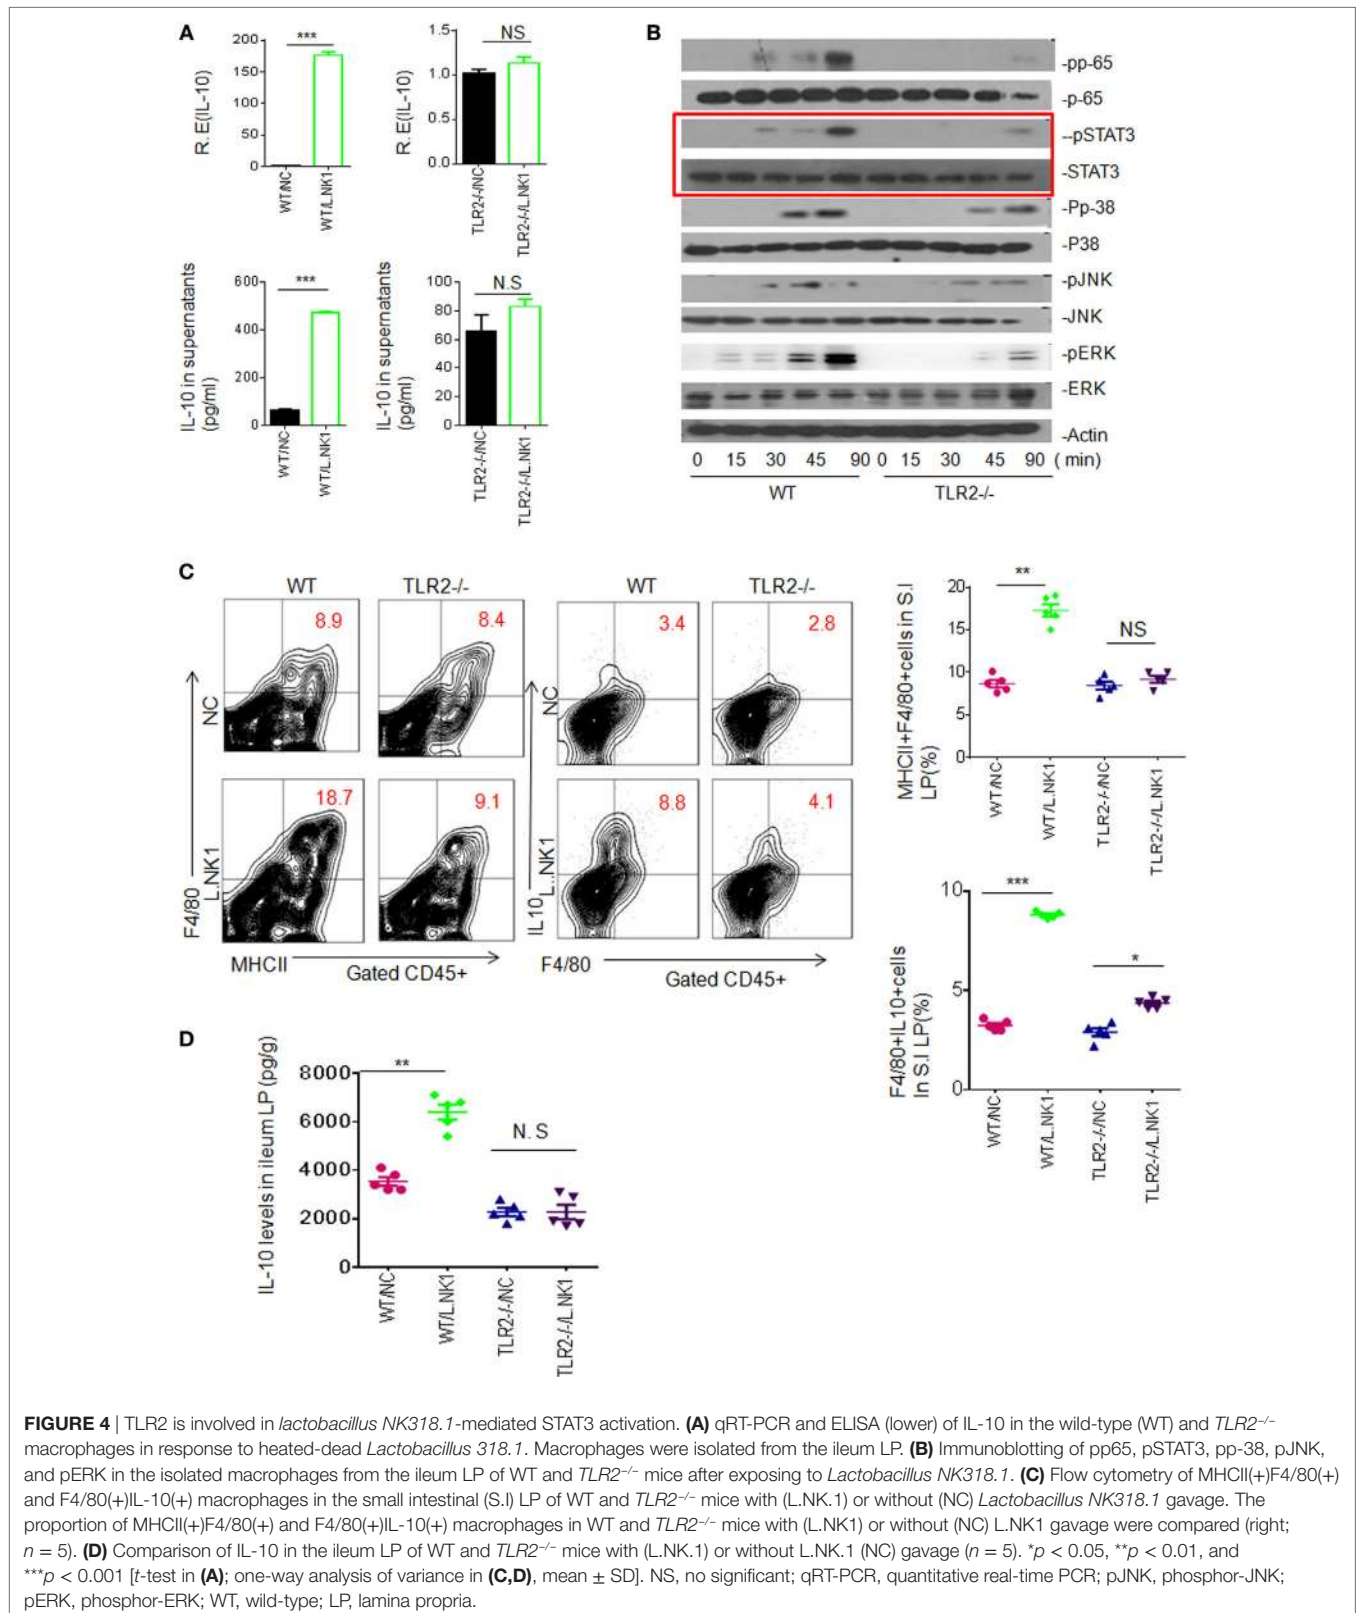 A
200
150
100
50
0
R. E(IL-10)
***
WT/NC
WT/L.NK1
1.5
1.0
0.5
0.0
R. E(IL-10)
NS
TLR2-/-/NC
TLR2-/-/L.NK1
600
400
200
0
IL-10 in supernatants
(pg/ml)
***
WT/NC
WT/L.NK1
100
80
60
40
20
0
IL-10 in supernatants
(pg/ml)
N.S
TLR2-/-/NC
TLR2-/-/L.NK1
B
-pp-65
-p-65
--pSTAT3
-STAT3
-Pp-38
-P38
-pJNK
-JNK
-pERK
-ERK
-Actin
0 15 30 45 90 0 15 30 45 90 ( min)
WT TLR2-/-
C
WT TLR2-/- WT TLR2-/-
8.9 8.4 3.4 2.8
NC NC
18.7 9.1 8.8 4.1
L.NK1 L..NK1
F4/80 IL10
MHCII Gated CD45+
F4/80 Gated CD45+
20
15
10
5
0
MHCII+F4/80+cells in S.I
LP(%)
**
NS
WT/NC
WT/L.NK1
TLR2-/-/NC
TLR2-/-/L.NK1
10
5
0
F4/80+IL10+cells
In S.I LP(%)
***
*
WT/NC
WT/L.NK1
TLR2-/-/NC
TLR2-/-/L.NK1
D
8000
6000
4000
2000
0
IL-10 levels in ileum LP (pg/g)
**
N. S
WT/NC
WT/L.NK1
TLR2-/-/NC
TLR2-/-/L.NK1
FIGURE 4 | TLR2 is involved in lactobacillus NK318.1-mediated STAT3 activation. (A) qRT-PCR and ELISA (lower) of IL-10 in the wild-type (WT) and TLR2−/−
macrophages in response to heated-dead Lactobacillus 318.1. Macrophages were isolated from the ileum LP. (B) Immunoblotting of pp65, pSTAT3, pp-38, pJNK,
and pERK in the isolated macrophages from the ileum LP of WT and TLR2−/− mice after exposing to Lactobacillus NK318.1. (C) Flow cytometry of MHCII(+)F4/80(+)
and F4/80(+)IL-10(+) macrophages in the small intestinal (S.I) LP of WT and TLR2−/− mice with (L.NK.1) or without (NC) Lactobacillus NK318.1 gavage. The
proportion of MHCII(+)F4/80(+) and F4/80(+)IL-10(+) macrophages in WT and TLR2−/− mice with (L.NK1) or without (NC) L.NK1 gavage were compared (right;
n = 5). (D) Comparison of IL-10 in the ileum LP of WT and TLR2−/− mice with (L.NK.1) or without L.NK.1 (NC) gavage (n = 5). *p < 0.05, **p < 0.01, and
***p < 0.001 [t-test in (A); one-way analysis of variance in (C,D), mean ± SD]. NS, no significant; qRT-PCR, quantitative real-time PCR; pJNK, phosphor-JNK;
pERK, phosphor-ERK; WT, wild-type; LP, lamina propria.